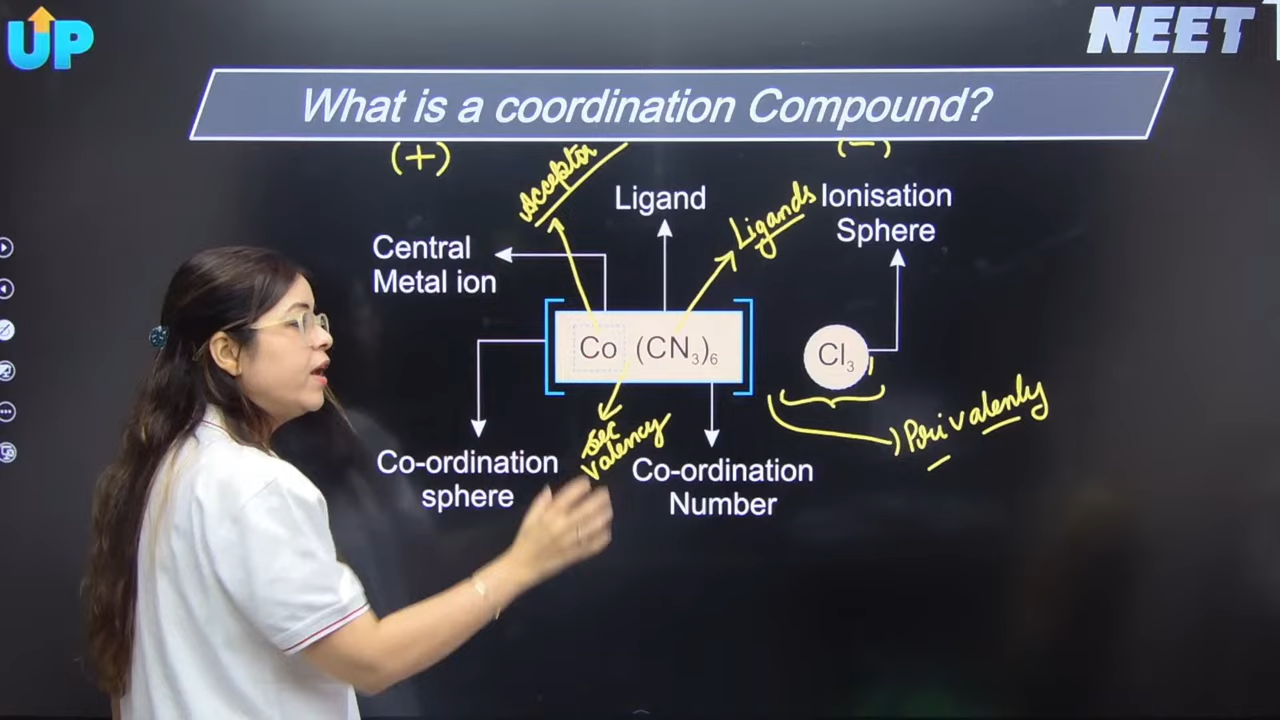 UP
NEET
What is a coordination Compound?
(+)
Acceptor
(-)
Ligand
Ligands
Ionisation
Sphere
Central
Metal ion
[Co (CN₃)₆] Cl₃
Pri valenly
sec
valency
Co-ordination
sphere
Co-ordination
Number